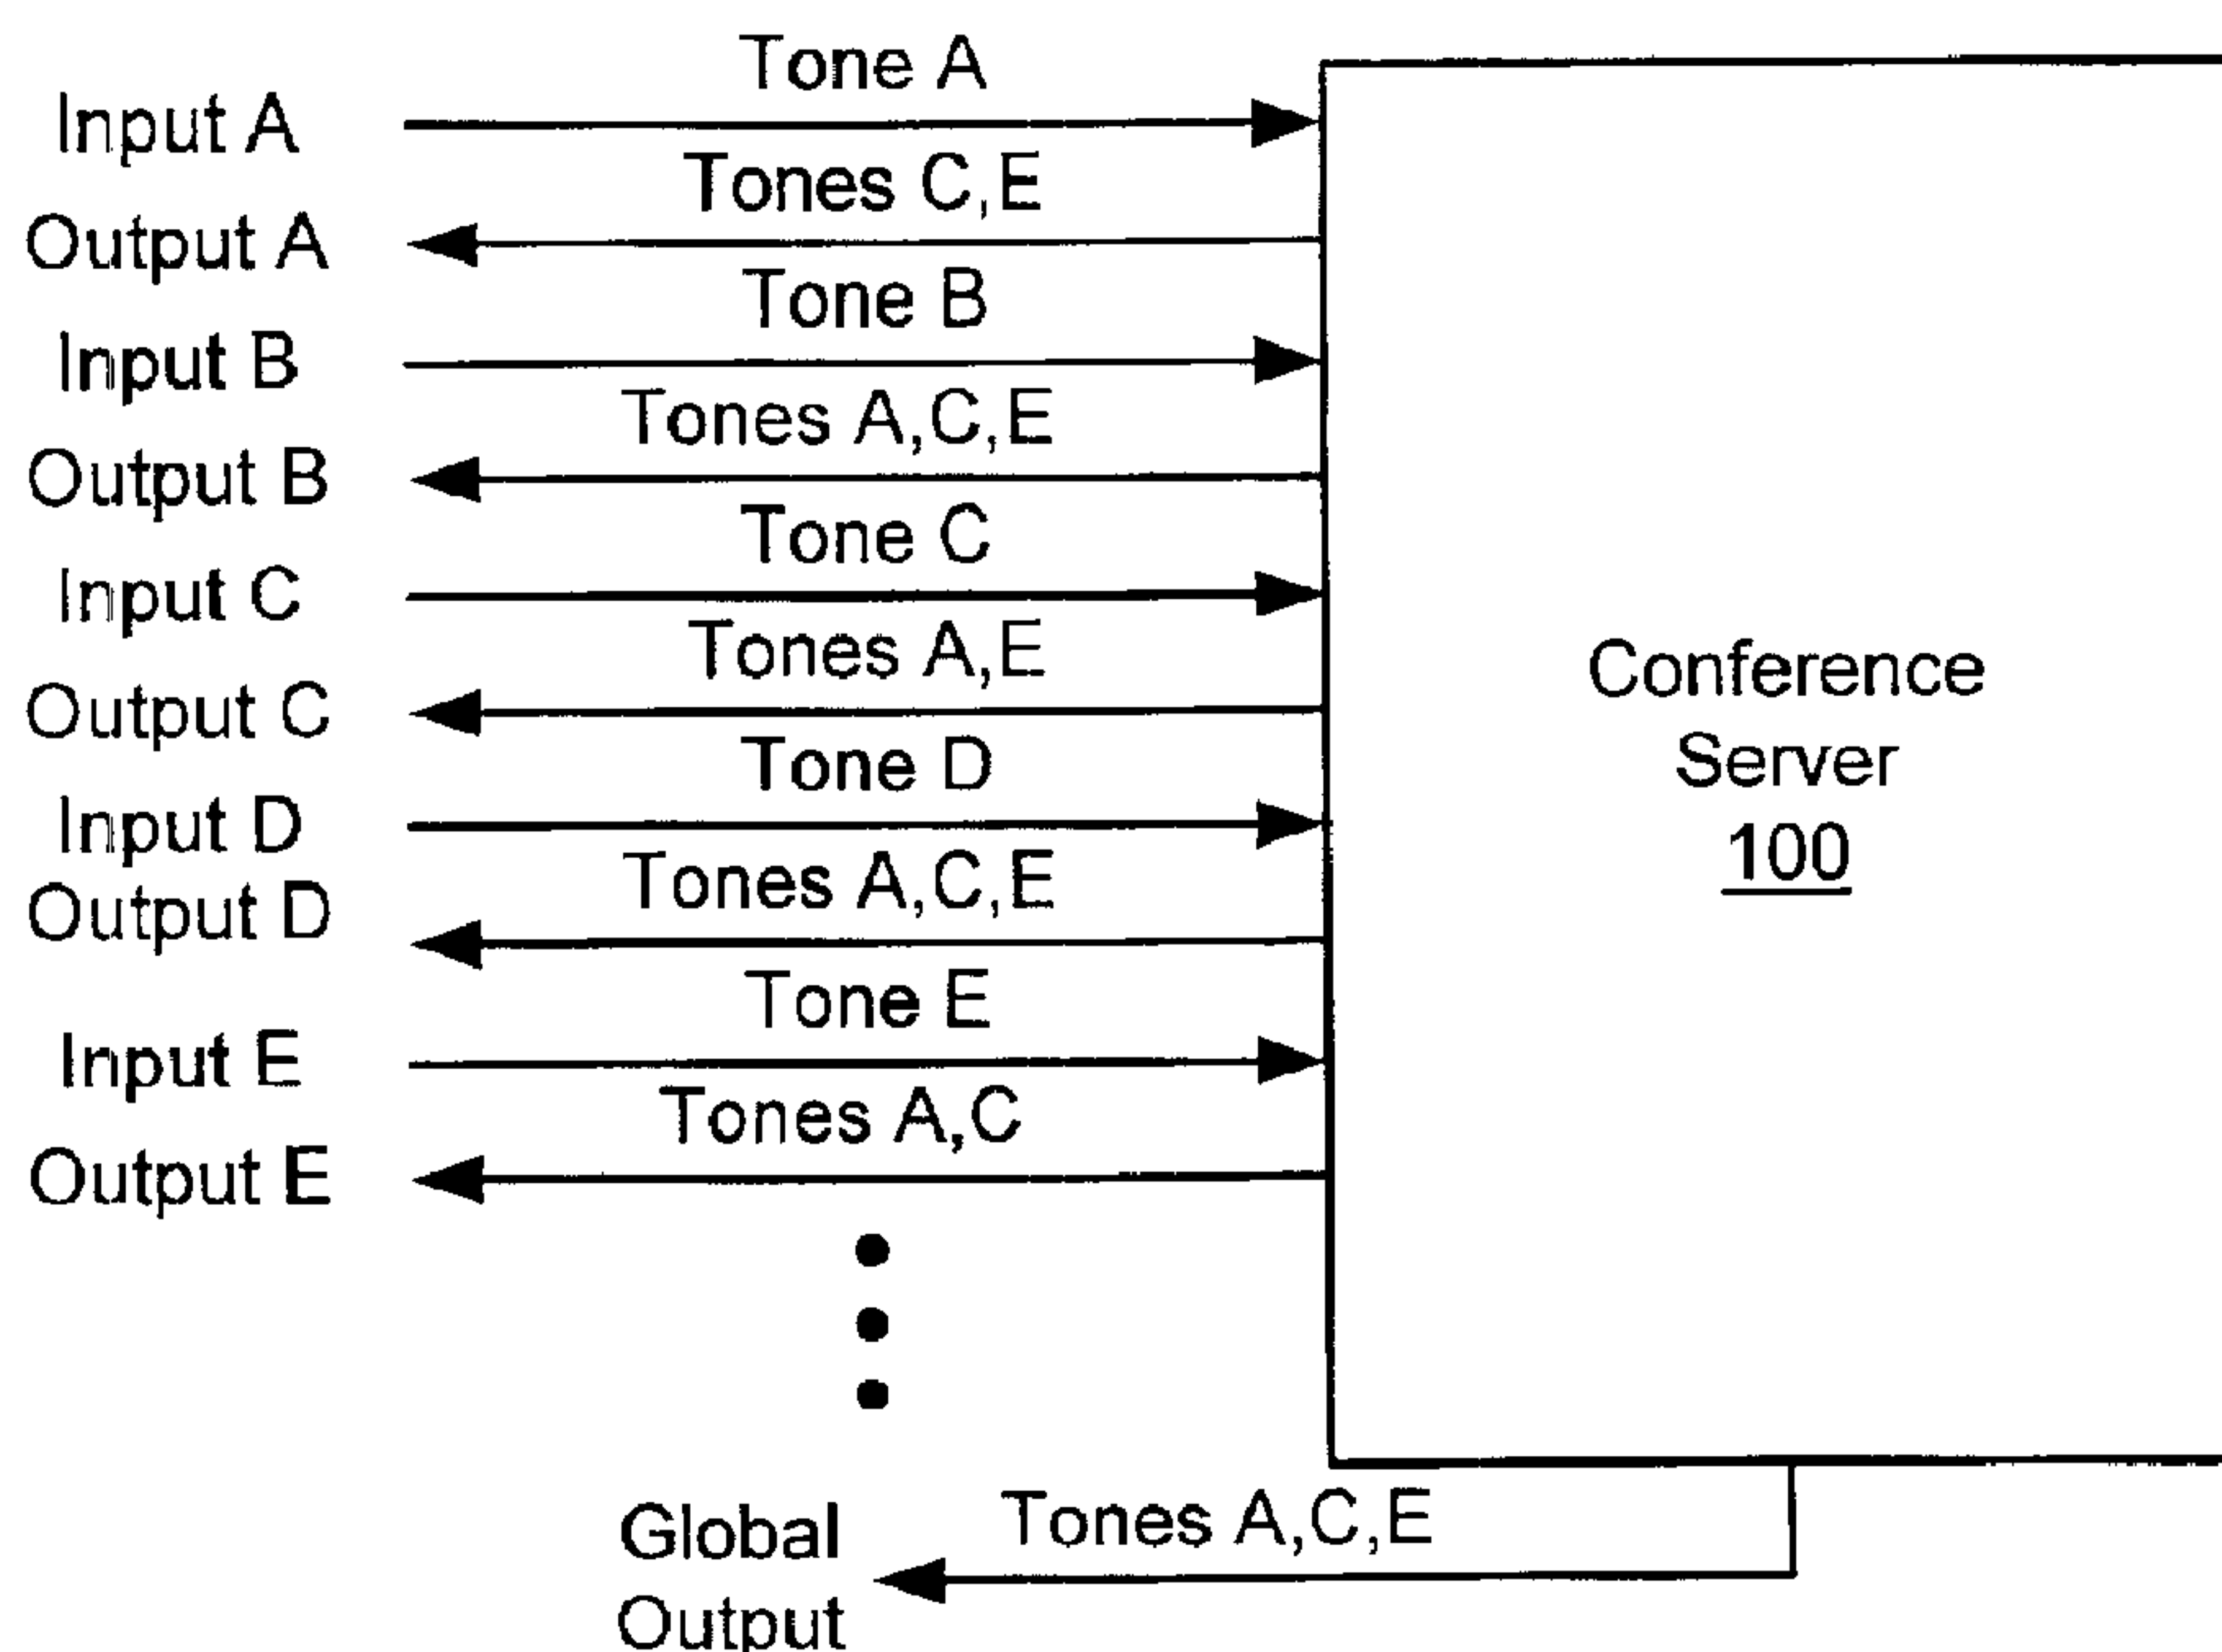 Tone A
Input A
Tones C,E
Output A
Tone B
Input B
Tones A,C,E
Output B
Tone C
Input C
Tones A,E
Output C
Tone D
Input D
Tones A,C,E
Output D
Tone E
Input E
Tones A,C
Output E
Conference
Server
100
Tones A,C,E
Global
Output